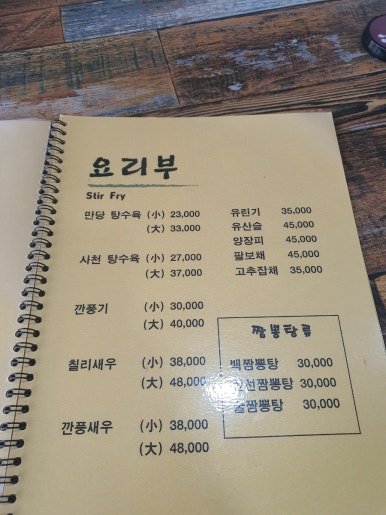 요리부
Stir Fry
만당 탕수육 (小) 23,000
(大) 33,000
사천 탕수육 (小) 27,000
(大) 37,000
깐풍기 (小) 30,000
(大) 40,000
칠리새우 (小) 38,000
(大) 48,000
깐풍새우 (小) 38,000
(大) 48,000
유린기 35,000
유산슬 45,000
양장피 45,000
팔보채 45,000
고추잡채 35,000
짬뽕탕류
백짬뽕탕 30,000
짬뽕탕 30,000
짬뽕탕 30,000